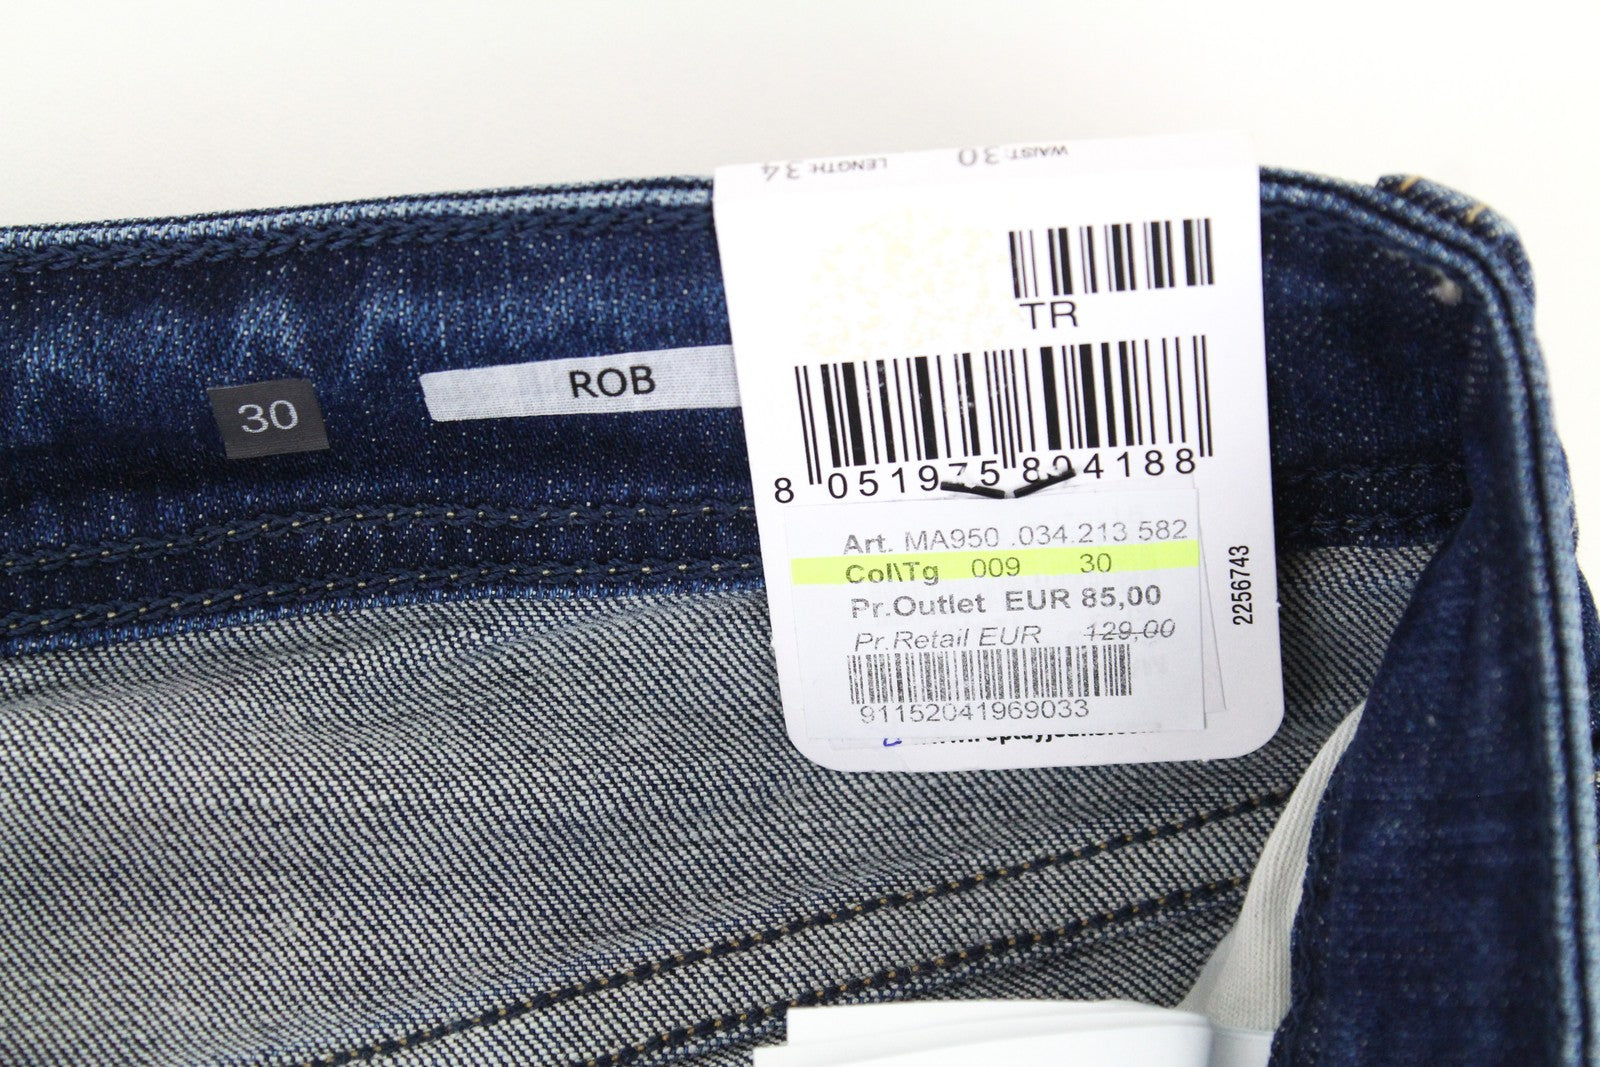 LENGTH:34 WAIST:30
TR
30
ROB
8 051975 804188
Art. MA950 .034.213 582
Col\Tg 009 30
Pr.Outlet EUR 85,00
Pr.Retail EUR 129,00
91152041969033
2256743